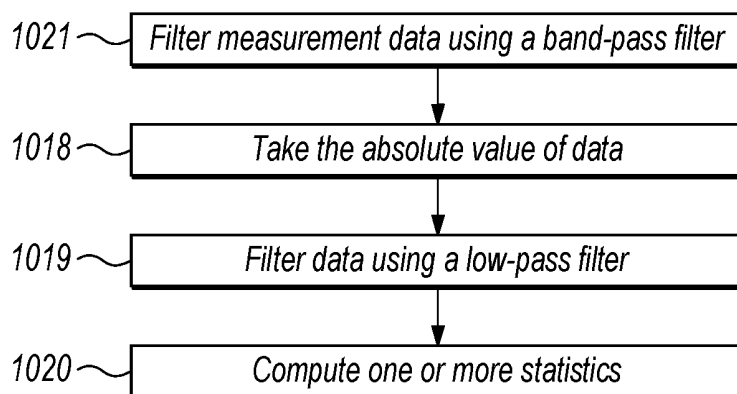 1021 Filter measurement data using a band-pass filter
1018 Take the absolute value of data
1019 Filter data using a low-pass filter
1020 Compute one or more statistics